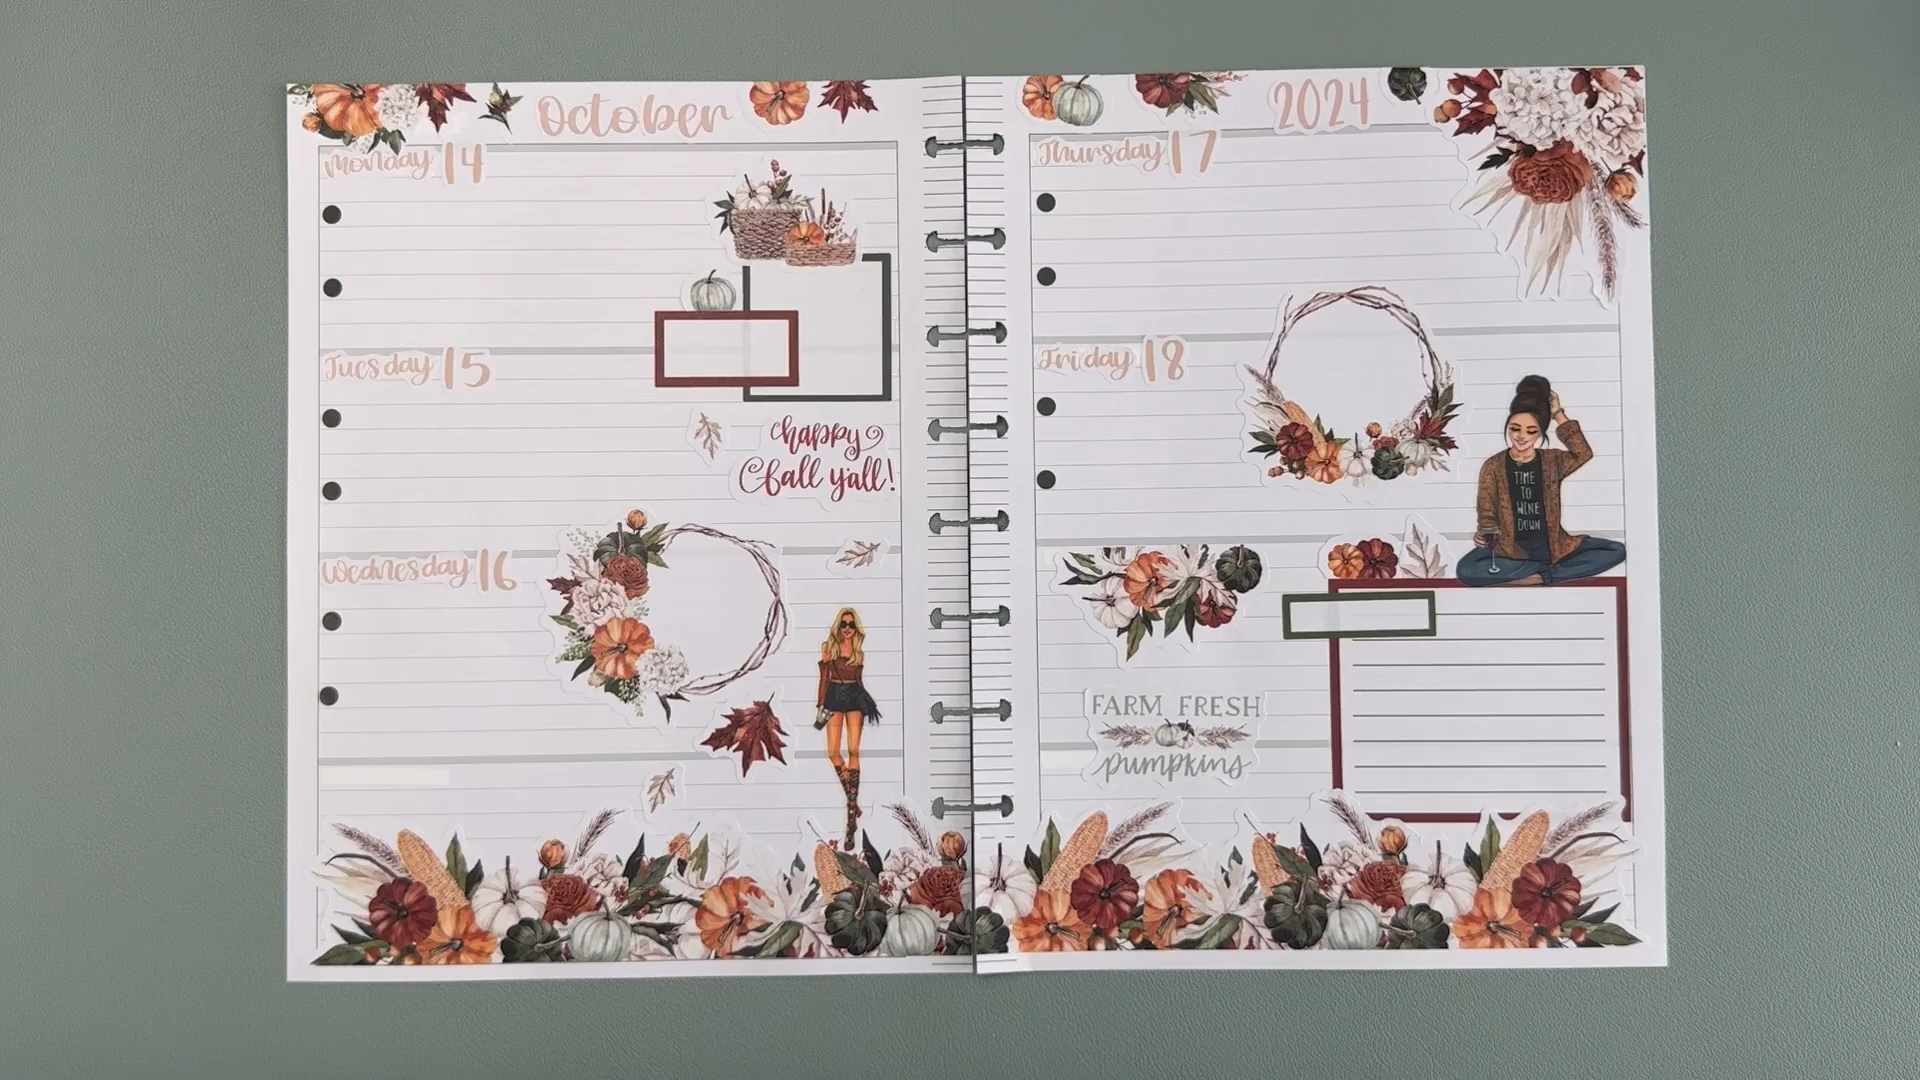 October
Monday 14
Tuesday 15
happy
fall y'all!
Wednesday 16
2024
Thursday 17
Friday 18
TIME
TO
WINE
DOWN
FARM FRESH
pumpkins